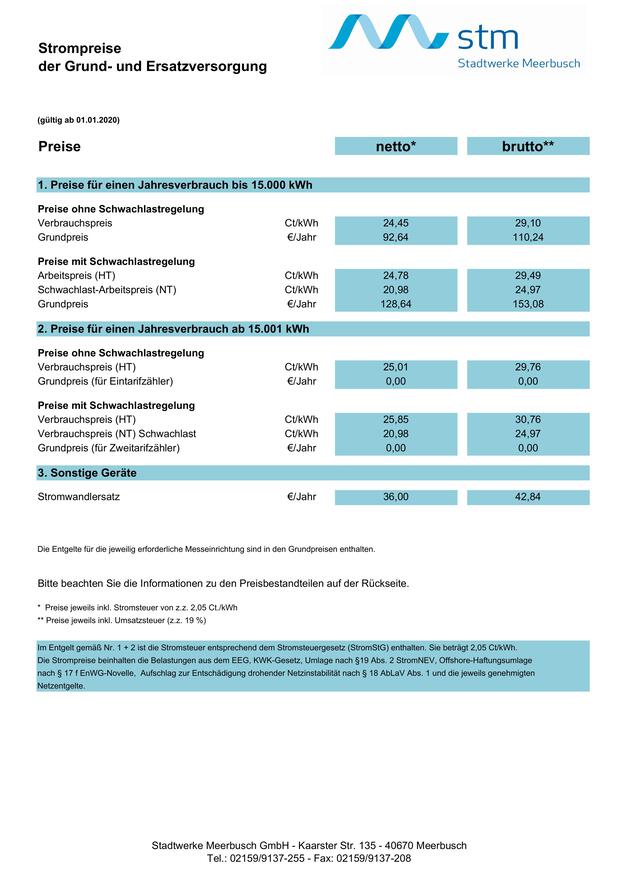 stm
Stadtwerke Meerbusch
Strompreise
der Grund- und Ersatzversorgung
(gültig ab 01.01.2020)
Preise netto* brutto**
1. Preise für einen Jahresverbrauch bis 15.000 kWh
Preise ohne Schwachlastregelung
Verbrauchspreis Ct/kWh 24,45 29,10
Grundpreis €/Jahr 92,64 110,24
Preise mit Schwachlastregelung
Arbeitspreis (HT) Ct/kWh 24,78 29,49
Schwachlast-Arbeitspreis (NT) Ct/kWh 20,98 24,97
Grundpreis €/Jahr 128,64 153,08
2. Preise für einen Jahresverbrauch ab 15.001 kWh
Preise ohne Schwachlastregelung
Verbrauchspreis (HT) Ct/kWh 25,01 29,76
Grundpreis (für Eintarifzähler) €/Jahr 0,00 0,00
Preise mit Schwachlastregelung
Verbrauchspreis (HT) Ct/kWh 25,85 30,76
Verbrauchspreis (NT) Schwachlast Ct/kWh 20,98 24,97
Grundpreis (für Zweitarifzähler) €/Jahr 0,00 0,00
3. Sonstige Geräte
Stromwandlersatz €/Jahr 36,00 42,84
Die Entgelte für die jeweilig erforderliche Messeinrichtung sind in den Grundpreisen enthalten.
Bitte beachten Sie die Informationen zu den Preisbestandteilen auf der Rückseite.
* Preise jeweils inkl. Stromsteuer von z.z. 2,05 Ct./kWh
** Preise jeweils inkl. Umsatzsteuer (z.z. 19 %)
Im Entgelt gemäß Nr. 1 + 2 ist die Stromsteuer entsprechend dem Stromsteuergesetz (StromStG) enthalten. Sie beträgt 2,05 Ct/kWh.
Die Strompreise beinhalten die Belastungen aus dem EEG, KWK-Gesetz, Umlage nach §19 Abs. 2 StromNEV, Offshore-Haftungsumlage
nach § 17 f EnWG-Novelle, Aufschlag zur Entschädigung drohender Netzinstabilität nach § 18 AbLaV Abs. 1 und die jeweils genehmigten
Netzentgelte.
Stadtwerke Meerbusch GmbH - Kaarster Str. 135 - 40670 Meerbusch
Tel.: 02159/9137-255 - Fax: 02159/9137-208